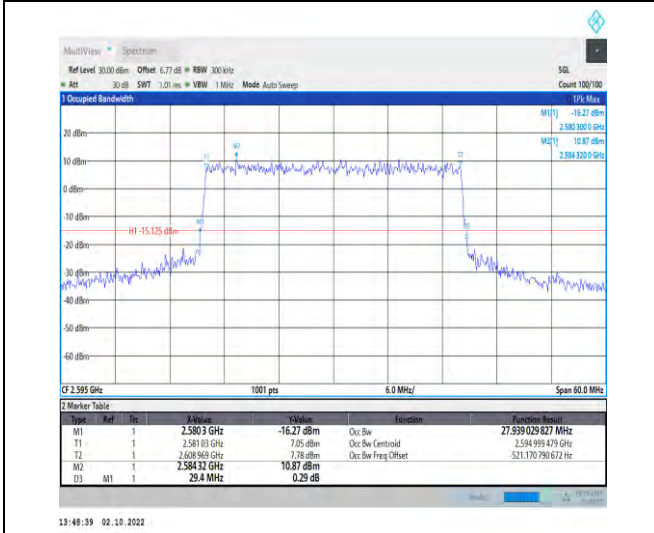 MultiView Spectrum
Ref Level 30.00 dBm Offset 6.77 dB RBW 300 kHz SGL
Att 30 dB SWT 1.01 ms VBW 1 MHz Mode Auto Sweep Count 100/100
1 Occupied Bandwidth 1Pk Max
M1[1] -16.27 dBm
2.580 300 0 GHz
M2[1] 10.87 dBm
2.584 320 0 GHz
20 dBm
10 dBm
0 dBm
-10 dBm
H1 -15.125 dBm
-20 dBm
-30 dBm
-40 dBm
-50 dBm
-60 dBm
T1
M2
T2
CF 2.595 GHz 1001 pts 6.0 MHz/ Span 60.0 MHz
2 Marker Table
Type Ref Trc X-Value Y-Value Function Function Result
M1 1 2.580 3 GHz -16.27 dBm Occ Bw 27.939 029 827 MHz
T1 1 2.581 03 GHz 7.05 dBm Occ Bw Centroid 2.594 999 479 GHz
T2 1 2.608 969 GHz 7.78 dBm Occ Bw Freq Offset -521.170 790 672 Hz
M2 1 2.584 32 GHz 10.87 dBm
D3 M1 1 29.4 MHz 0.29 dB
13:48:39 02.10.2022